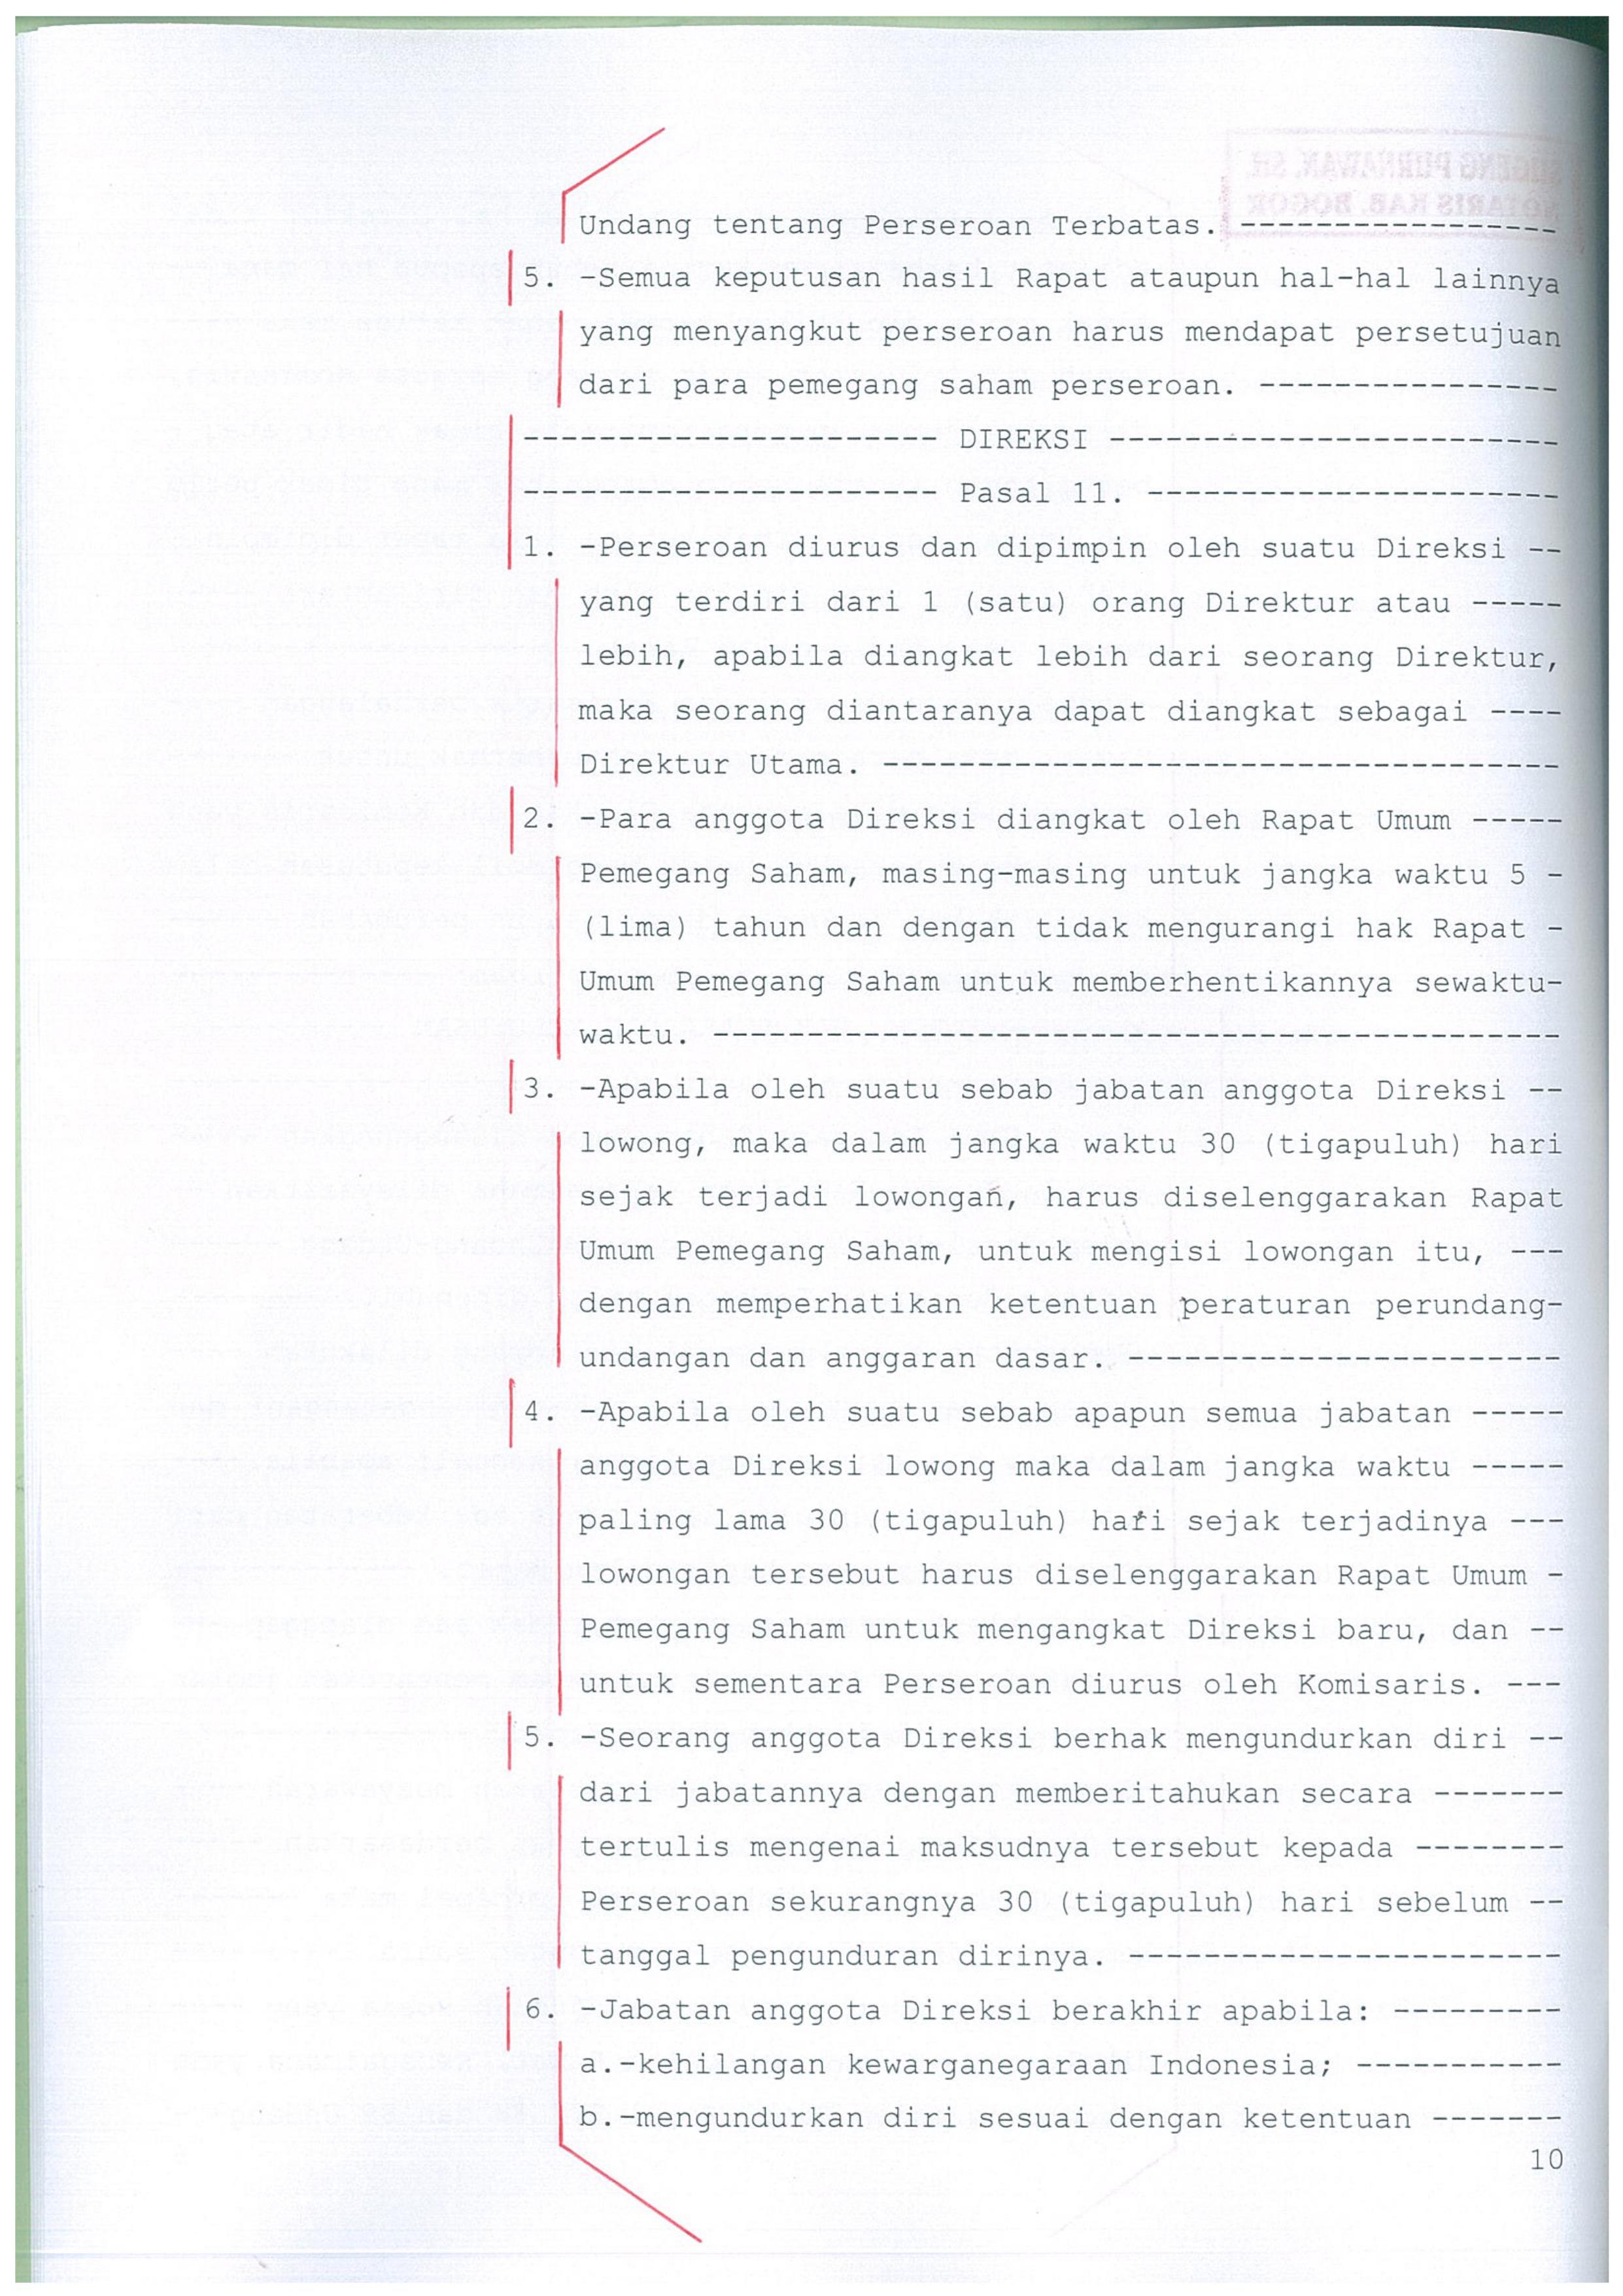 Undang tentang Perseroan Terbatas. -----------------
5. -Semua keputusan hasil Rapat ataupun hal-hal lainnya
yang menyangkut perseroan harus mendapat persetujuan
dari para pemegang saham perseroan. ----------------
---------------------- DIREKSI ------------------------
---------------------- Pasal 11. ----------------------
1. -Perseroan diurus dan dipimpin oleh suatu Direksi --
yang terdiri dari 1 (satu) orang Direktur atau -----
lebih, apabila diangkat lebih dari seorang Direktur,
maka seorang diantaranya dapat diangkat sebagai ----
Direktur Utama. ------------------------------------
2. -Para anggota Direksi diangkat oleh Rapat Umum -----
Pemegang Saham, masing-masing untuk jangka waktu 5 -
(lima) tahun dan dengan tidak mengurangi hak Rapat -
Umum Pemegang Saham untuk memberhentikannya sewaktu-
waktu. ---------------------------------------------
3. -Apabila oleh suatu sebab jabatan anggota Direksi --
lowong, maka dalam jangka waktu 30 (tigapuluh) hari
sejak terjadi lowongan, harus diselenggarakan Rapat
Umum Pemegang Saham, untuk mengisi lowongan itu, ---
dengan memperhatikan ketentuan peraturan perundang-
undangan dan anggaran dasar. -----------------------
4. -Apabila oleh suatu sebab apapun semua jabatan -----
anggota Direksi lowong maka dalam jangka waktu -----
paling lama 30 (tigapuluh) hari sejak terjadinya ---
lowongan tersebut harus diselenggarakan Rapat Umum -
Pemegang Saham untuk mengangkat Direksi baru, dan --
untuk sementara Perseroan diurus oleh Komisaris. ---
5. -Seorang anggota Direksi berhak mengundurkan diri --
dari jabatannya dengan memberitahukan secara -------
tertulis mengenai maksudnya tersebut kepada --------
Perseroan sekurangnya 30 (tigapuluh) hari sebelum --
tanggal pengunduran dirinya. -----------------------
6. -Jabatan anggota Direksi berakhir apabila: ---------
a.-kehilangan kewarganegaraan Indonesia; -----------
b.-mengundurkan diri sesuai dengan ketentuan -------
10